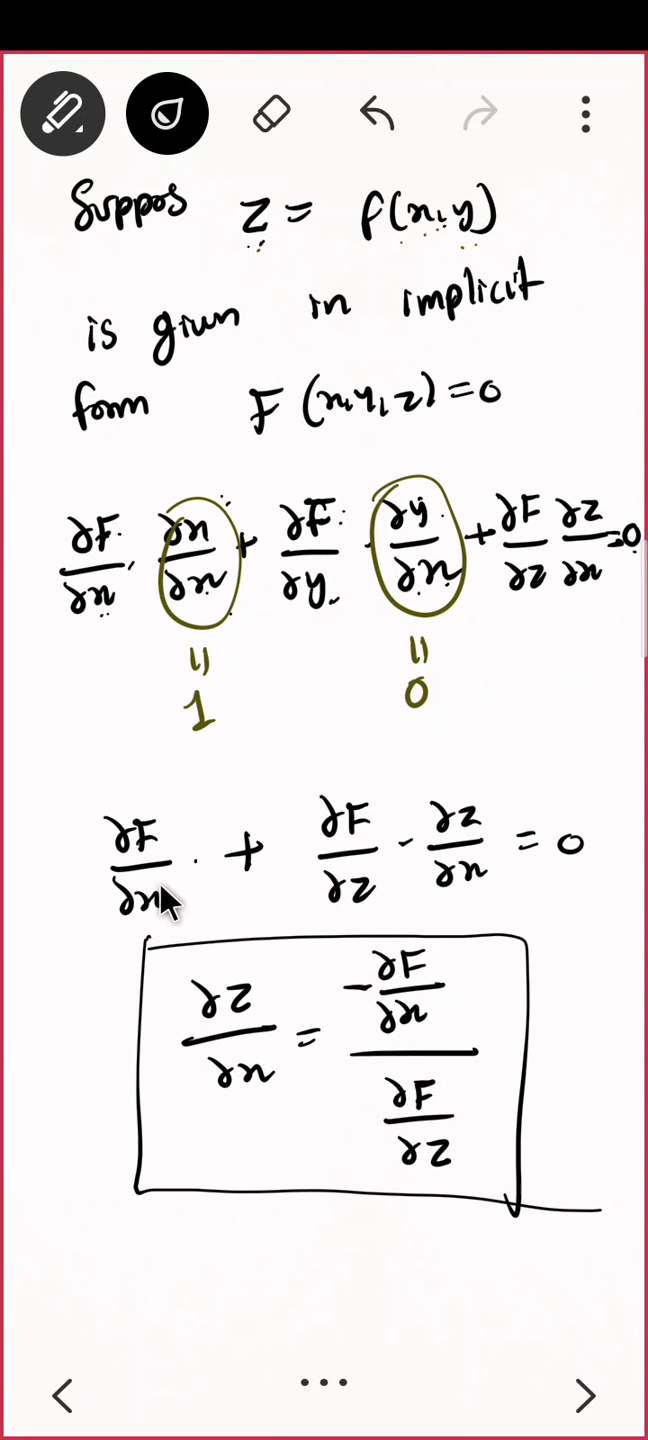 Suppos z = f(x,y)
is given in implicit
form F(x,y,z) = 0
∂F/∂x · ∂x/∂x + ∂F/∂y · ∂y/∂x + ∂F/∂z ∂z/∂x = 0
= =
1 0
∂F/∂x · + ∂F/∂z - ∂z/∂x = 0
∂z/∂x = (-∂F/∂x)/(∂F/∂z)